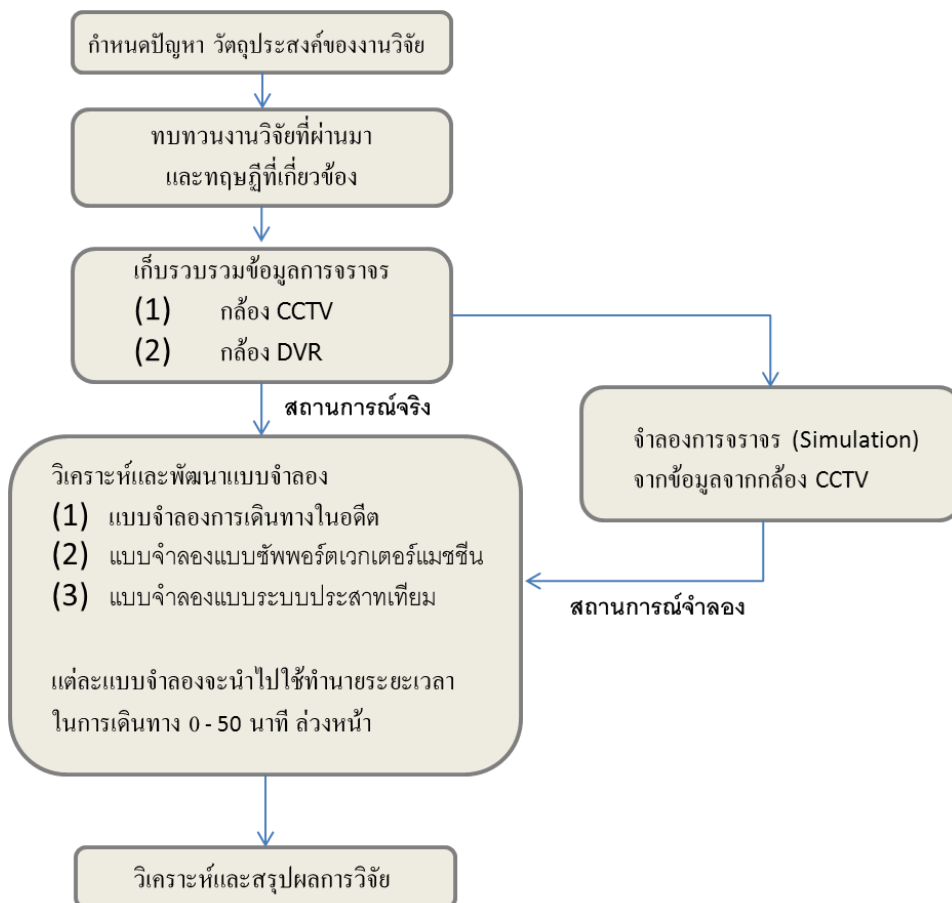 กำหนดปัญหา วัตถุประสงค์ของงานวิจัย
ทบทวนงานวิจัยที่ผ่านมา
และทฤษฎีที่เกี่ยวข้อง
เก็บรวบรวมข้อมูลการจราจร
(1) กล้อง CCTV
(2) กล้อง DVR
สถานการณ์จริง
จำลองการจราจร (Simulation)
จากข้อมูลจากกล้อง CCTV
วิเคราะห์และพัฒนาแบบจำลอง
(1) แบบจำลองการเดินทางในอดีต
(2) แบบจำลองแบบซัพพอร์ตเวกเตอร์แมชชีน
(3) แบบจำลองแบบระบบประสาทเทียม
สถานการณ์จำลอง
แต่ละแบบจำลองจะนำไปใช้ทำนายระยะเวลา
ในการเดินทาง 0 - 50 นาที ล่วงหน้า
วิเคราะห์และสรุปผลการวิจัย